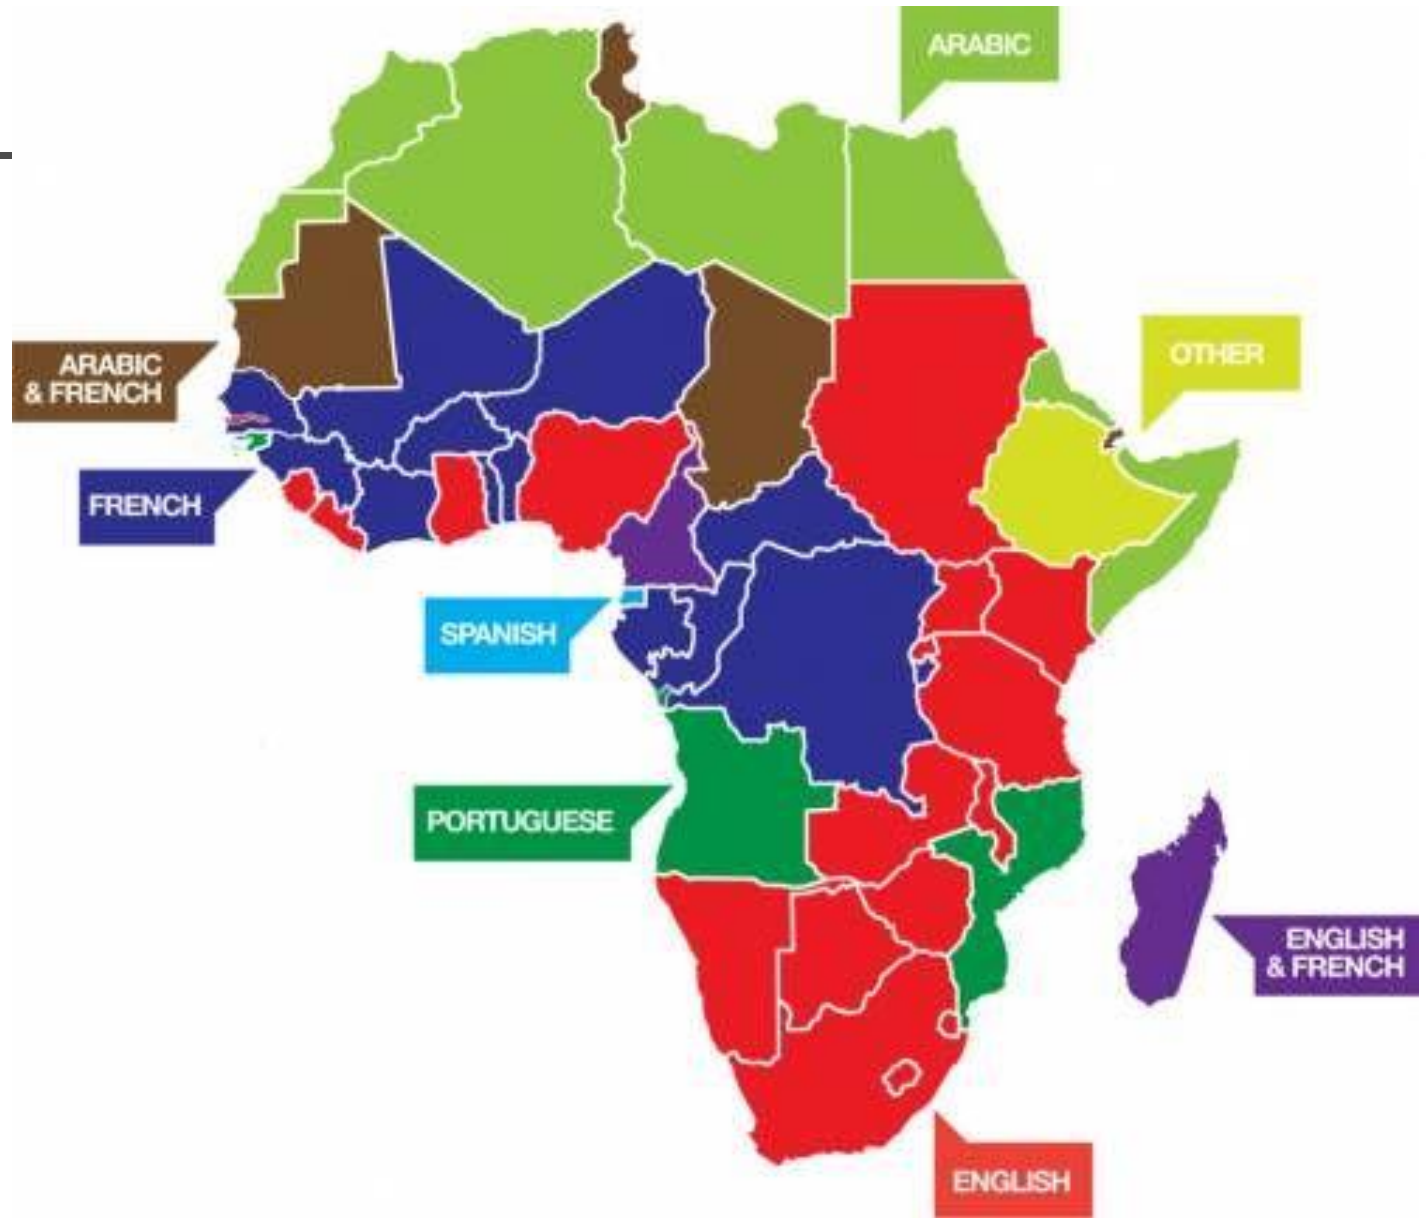 ARABIC
OTHER
ARABIC
& FRENCH
FRENCH
SPANISH
PORTUGUESE
ENGLISH
& FRENCH
ENGLISH